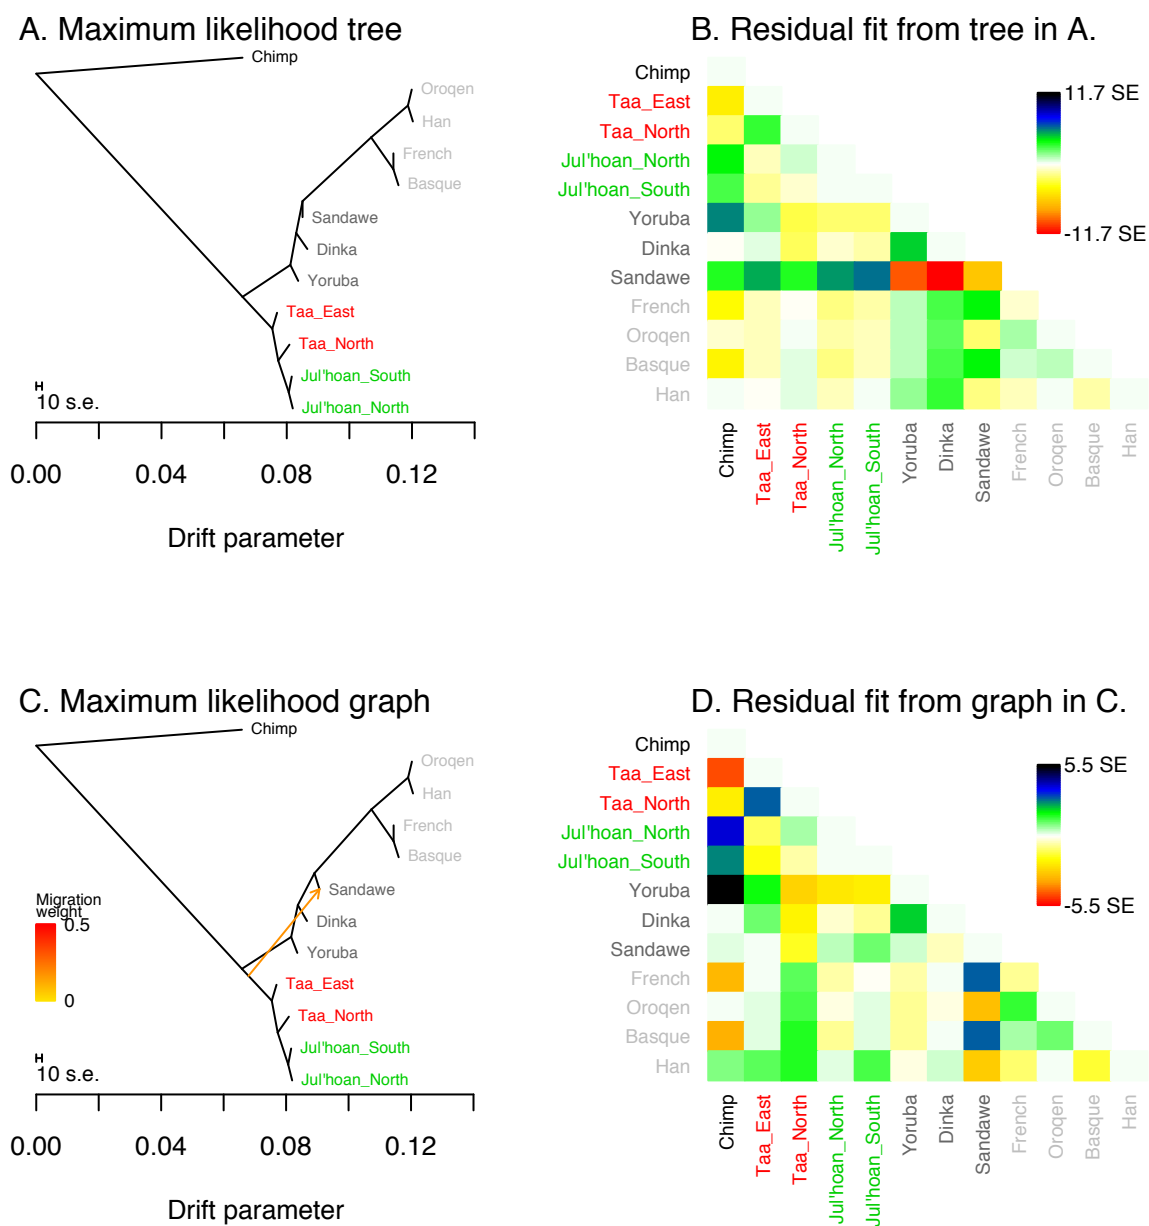 A. Maximum likelihood tree
Chimp
Oroqen
Han
French
Basque
Sandawe
Dinka
Yoruba
Taa_East
Taa_North
Jul'hoan_South
Jul'hoan_North
10 s.e.
0.00 0.04 0.08 0.12
Drift parameter
B. Residual fit from tree in A.
Chimp
Taa_East
Taa_North
Jul'hoan_North
Jul'hoan_South
Yoruba
Dinka
Sandawe
French
Oroqen
Basque
Han
11.7 SE
-11.7 SE
Chimp
Taa_East
Taa_North
Jul'hoan_North
Jul'hoan_South
Yoruba
Dinka
Sandawe
French
Oroqen
Basque
Han
C. Maximum likelihood graph
Chimp
Oroqen
Han
French
Basque
Sandawe
Dinka
Yoruba
Taa_East
Taa_North
Jul'hoan_South
Jul'hoan_North
Migration
weight
0.5
0
10 s.e.
0.00 0.04 0.08 0.12
Drift parameter
D. Residual fit from graph in C.
Chimp
Taa_East
Taa_North
Jul'hoan_North
Jul'hoan_South
Yoruba
Dinka
Sandawe
French
Oroqen
Basque
Han
5.5 SE
-5.5 SE
Chimp
Taa_East
Taa_North
Jul'hoan_North
Jul'hoan_South
Yoruba
Dinka
Sandawe
French
Oroqen
Basque
Han